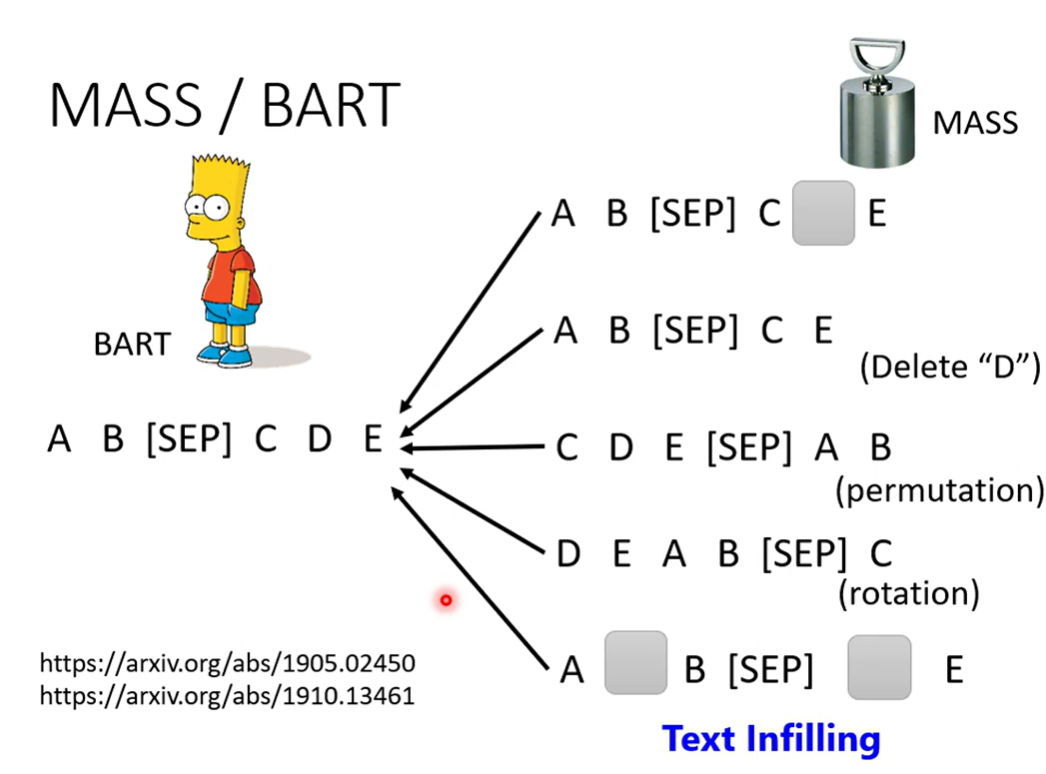 MASS / BART
MASS
BART
A B [SEP] C E
A B [SEP] C E
(Delete “D”)
A B [SEP] C D E
C D E [SEP] A B
(permutation)
D E A B [SEP] C
(rotation)
A B [SEP] E
Text Infilling
https://arxiv.org/abs/1905.02450
https://arxiv.org/abs/1910.13461